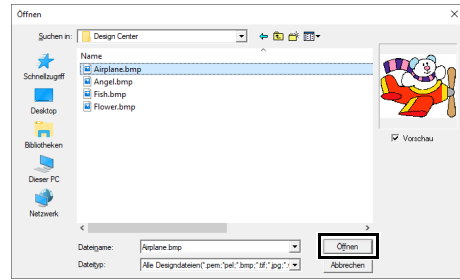 Öffnen
Suchen in:
Design Center
Name
Airplane.bmp
Angel.bmp
Fish.bmp
Flower.bmp
Schnellzugriff
Desktop
Bibliotheken
Dieser PC
Netzwerk
Vorschau
Dateiname:
Airplane.bmp
Öffnen
Dateityp:
Alle Designdateien(*.pem;*pel;*.bmp;*.tif;*.jpg;*.
Abbrechen